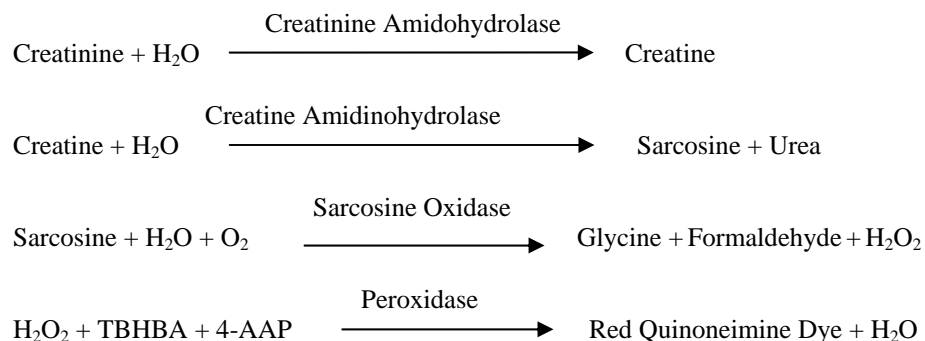 Creatinine Amidohydrolase
Creatinine + H₂O Creatine
Creatine Amidinohydrolase
Creatine + H₂O Sarcosine + Urea
Sarcosine Oxidase
Sarcosine + H₂O + O₂ Glycine + Formaldehyde + H₂O₂
Peroxidase
H₂O₂ + TBHBA + 4-AAP Red Quinoneimine Dye + H₂O